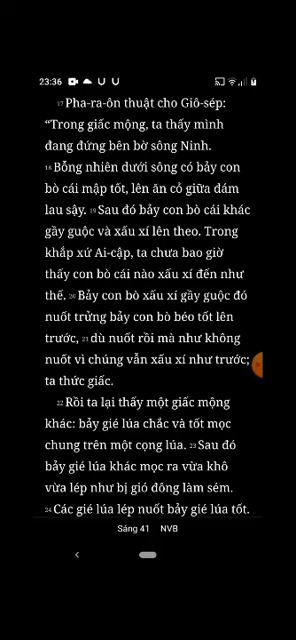 23:36
17 Pha-ra-ôn thuật cho Giô-sép:
“Trong giấc mộng, ta thấy mình
đang đứng bên bờ sông Ninh.
18 Bỗng nhiên dưới sông có bảy con
bò cái mập tốt, lên ăn cỏ giữa đám
lau sậy. 19 Sau đó bảy con bò cái khác
gầy guộc và xấu xí lên theo. Trong
khắp xứ Ai-cập, ta chưa bao giờ
thấy con bò cái nào xấu xí đến như
thế. 20 Bảy con bò xấu xí gầy guộc đó
nuốt trửng bảy con bò béo tốt lên
trước, 21 dù nuốt rồi mà như không
nuốt vì chúng vẫn xấu xí như trước;
ta thức giấc.
22 Rồi ta lại thấy một giấc mộng
khác: bảy gié lúa chắc và tốt mọc
chung trên một cọng lúa. 23 Sau đó
bảy gié lúa khác mọc ra vừa khô
vừa lép như bị gió đông làm sém.
24 Các gié lúa lép nuốt bảy gié lúa tốt.
Sáng 41 NVB